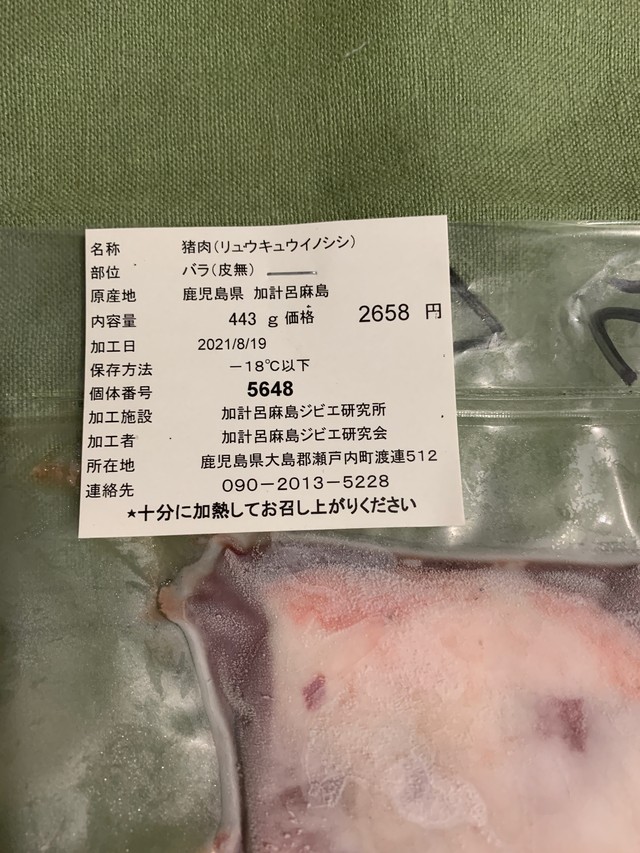 名称 猪肉(リュウキュウイノシシ)
部位 バラ(皮無)
原産地 鹿児島県 加計呂麻島
内容量 443 g 価格 2658 円
加工日 2021/8/19
保存方法 －18℃以下
個体番号 5648
加工施設 加計呂麻島ジビエ研究所
加工者 加計呂麻島ジビエ研究会
所在地 鹿児島県大島郡瀬戸内町渡連512
連絡先 090－2013－5228
★十分に加熱してお召し上がりください